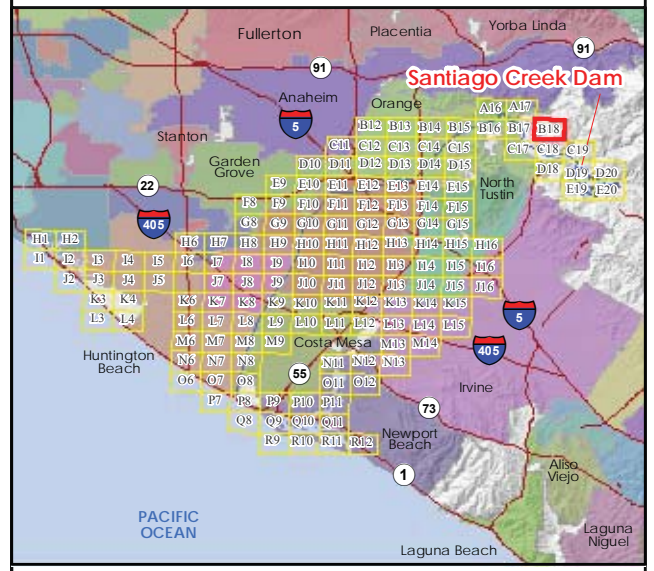 Fullerton
Placentia
Yorba Linda
91
91
Santiago Creek Dam
Anaheim
Orange
A16 A17
5
B12 B13 B14 B15 B16 B17 B18
Stanton
C11 C12 C13 C14 C15 C17 C18 C19
Garden
Grove
D10 D11 D12 D13 D14 D15 D18 D19 D20
22
E9 E10 E11 E12 E13 E14 E15 E19 E20
North
Tustin
F8 F9 F10 F11 F12 F13 F14 F15
405
G8 G9 G10 G11 G12 G13 G14 G15
H1 H2 H6 H7 H8 H9 H10 H11 H12 H13 H14 H15 H16
I1 I2 I3 I4 I5 I6 I7 I8 I9 I10 I11 I12 I13 I14 I15 I16
J2 J3 J4 J5 J7 J8 J9 J10 J11 J12 J13 J14 J15 J16
K3 K4 K6 K7 K8 K9 K10 K11 K12 K13 K14 K15
5
L3 L4 L6 L7 L8 L9 L10 L11 L12 L13 L14 L15
M6 M7 M8 M9 Costa Mesa M13 M14
405
Huntington
Beach
N6 N7 N8 N11 N12 N13
55
O6 O7 O8 O11 O12
Irvine
P7 P8 P9 P10 P11
73
Q8 Q9 Q10 Q11
R9 R10 R11 R12
Newport
Beach
1
Aliso
Viejo
PACIFIC
OCEAN
Laguna
Niguel
Laguna Beach